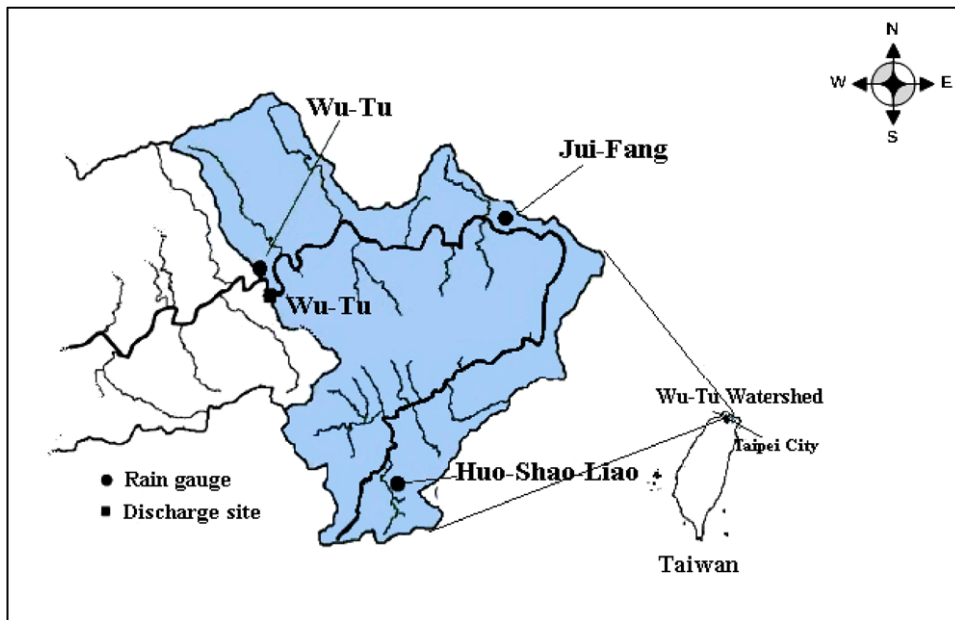 N
W
E
S
Wu-Tu
Jui-Fang
Wu-Tu
Wu-Tu Watershed
Taipei City
Huo-Shao-Liao
Rain gauge
Discharge site
Taiwan